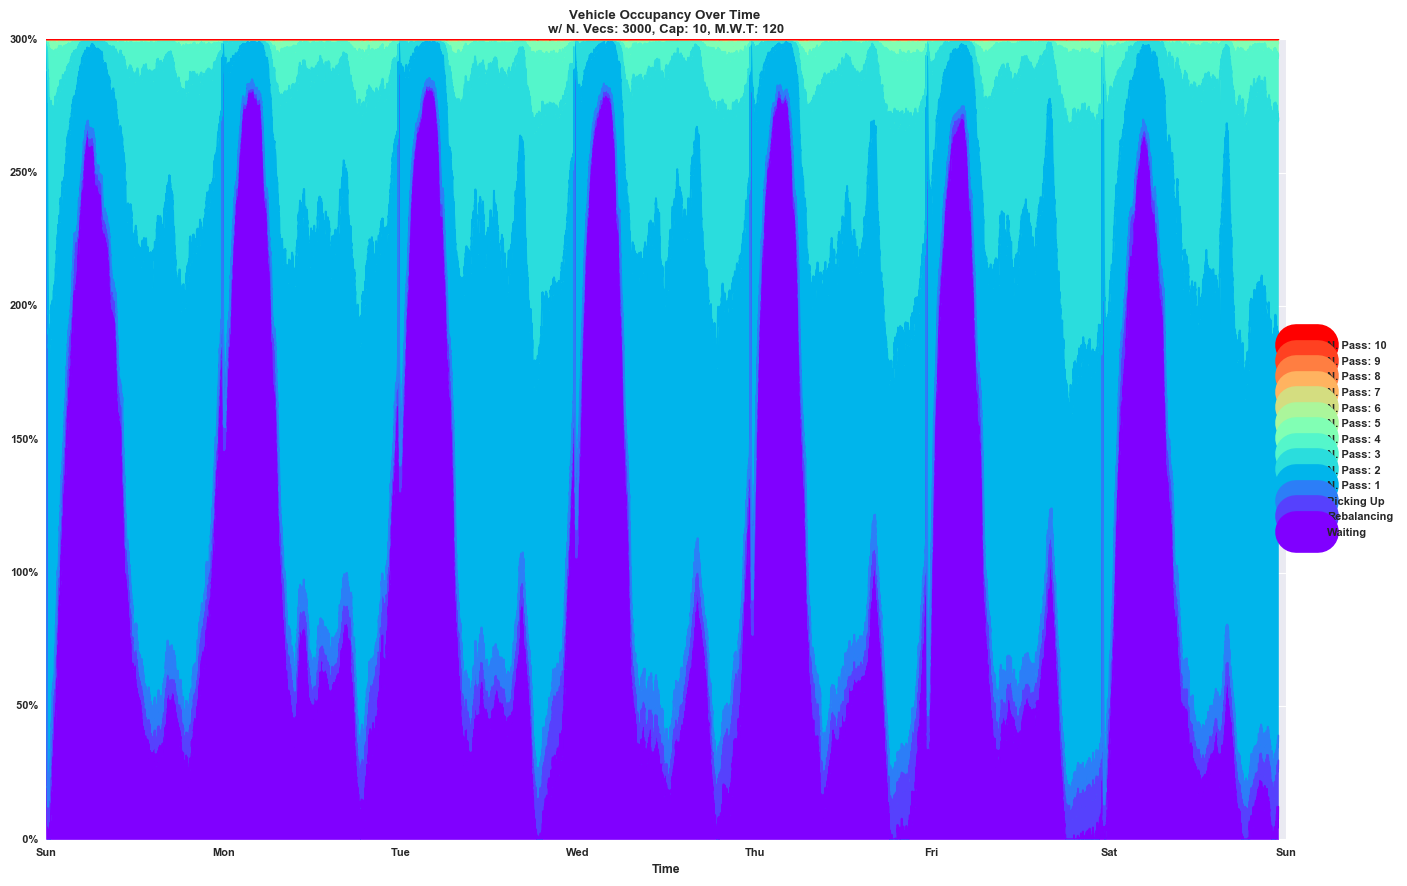 Vehicle Occupancy Over Time
w/ N. Vecs: 3000, Cap: 10, M.W.T: 120
300%
250%
200%
150%
100%
50%
0%
Sun
Mon
Tue
Wed
Thu
Fri
Sat
Sun
Time
N. Pass: 10
N. Pass: 9
N. Pass: 8
N. Pass: 7
N. Pass: 6
N. Pass: 5
N. Pass: 4
N. Pass: 3
N. Pass: 2
N. Pass: 1
Picking Up
Rebalancing
Waiting